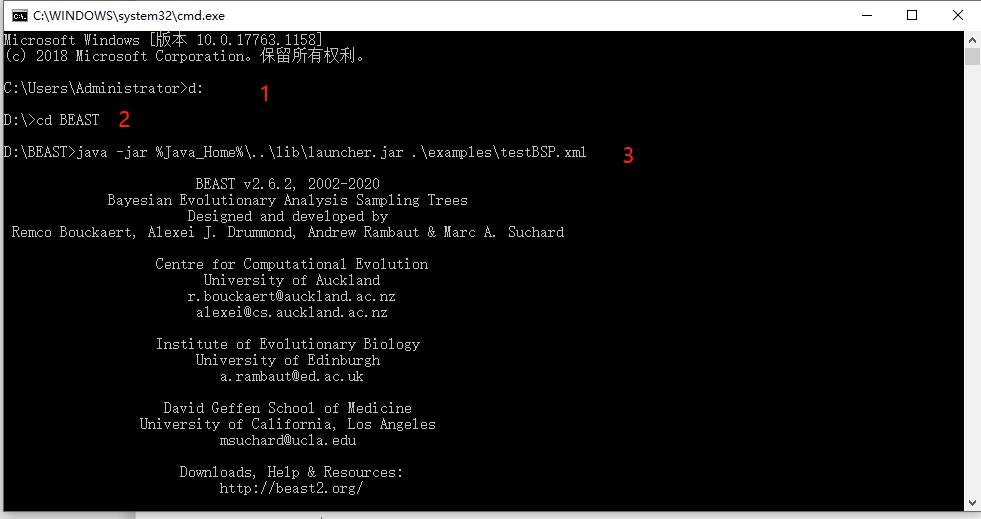 C:\WINDOWS\system32\cmd.exe
Microsoft Windows [版本 10.0.17763.1158]
(c) 2018 Microsoft Corporation。保留所有权利。
C:\Users\Administrator>d:
1
D:\>cd BEAST
2
D:\BEAST>java -jar %Java_Home%\..\lib\launcher.jar .\examples\testBSP.xml
3
BEAST v2.6.2, 2002-2020
Bayesian Evolutionary Analysis Sampling Trees
Designed and developed by
Remco Bouckaert, Alexei J. Drummond, Andrew Rambaut & Marc A. Suchard
Centre for Computational Evolution
University of Auckland
r.bouckaert@auckland.ac.nz
alexei@cs.auckland.ac.nz
Institute of Evolutionary Biology
University of Edinburgh
a.rambaut@ed.ac.uk
David Geffen School of Medicine
University of California, Los Angeles
msuchard@ucla.edu
Downloads, Help & Resources:
http://beast2.org/